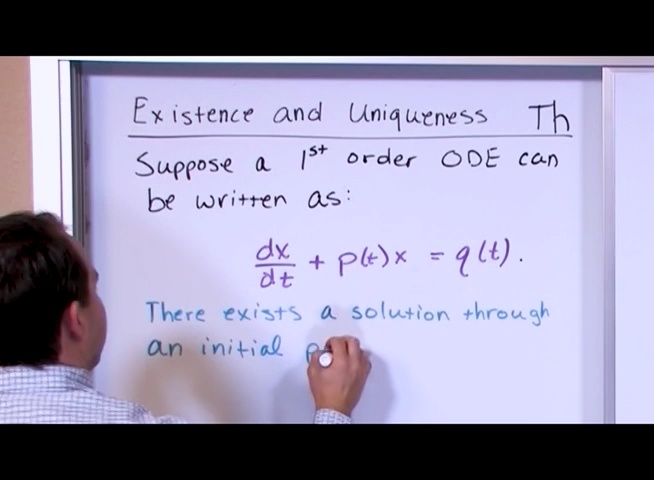 Existence and Uniqueness Th
Suppose a 1st order ODE can
be written as:
dx/dt + p(t)x = q(t).
There exists a solution through
an initial p